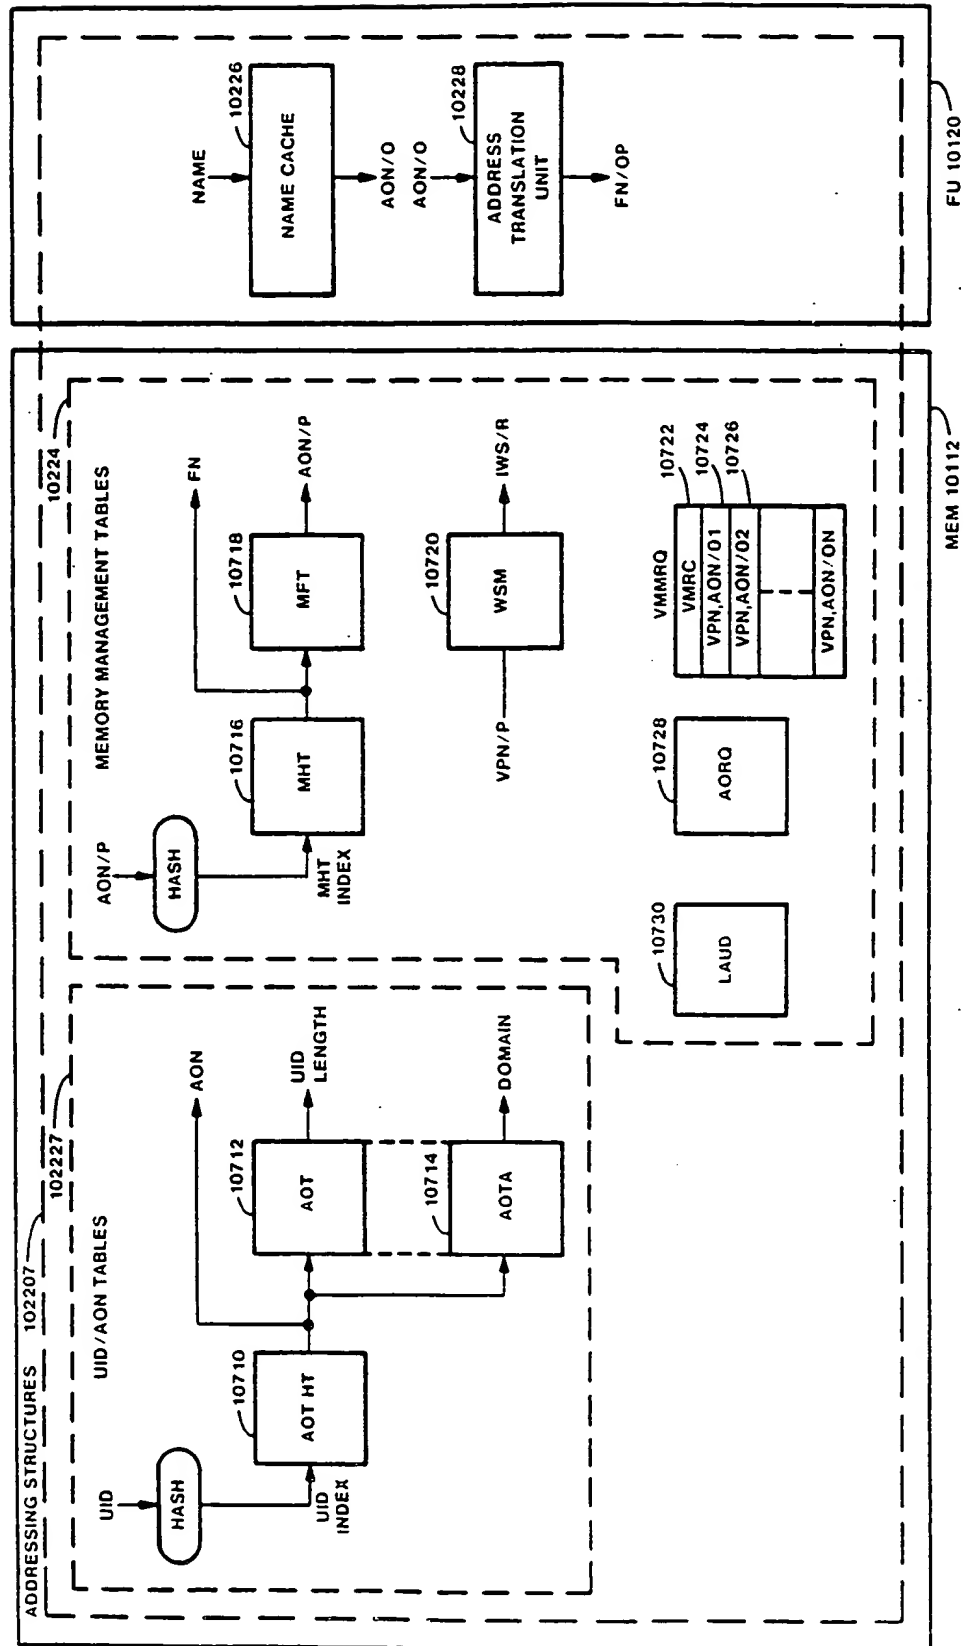 ADDRESSING STRUCTURES 102207
102227
UID/AON TABLES
UID
HASH
UID
INDEX
10710
AOT HT
AON
10712
AOT
UID
LENGTH
10714
AOTA
DOMAIN
10224
MEMORY MANAGEMENT TABLES
AON/P
HASH
MHT
INDEX
10716
MHT
FN
10718
MFT
AON/P
VPN/P
10720
WSM
IWS/R
10730
LAUD
10728
AORQ
VMMRQ
VMRC
10722
VPN,AON/O1
10724
VPN,AON/O2
10726
VPN,AON/ON
MEM 10112
NAME
10226
NAME CACHE
AON/O
AON/O
10228
ADDRESS
TRANSLATION
UNIT
FN/OP
FU 10120